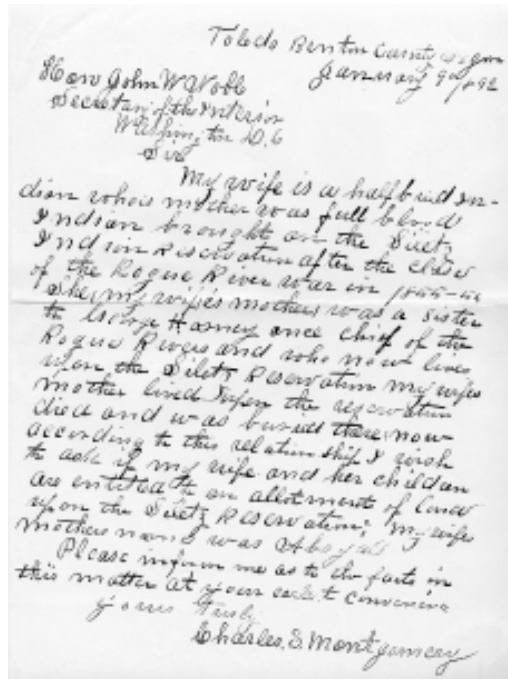 Toledo Benton County Oregon
January 9th 1892
Hon John W Noble
Secretary of the Interior
Washington D.C
Sir
My wife is a half bred In-
dian whois mother was full blood
Indian brought on the Siletz
Indian Reservation after the close
of the Rogue River war in 1855-56
She, my wifes mother was a sister
to George Harney once chief of the
Rogue Rivers and who now lives
upon the Siletz Reservation my wifes
mother lived upon the reservation
died and was buried there, now
according to this relationship I wish
to ask if my wife and her children
are entitled to an allotment of land
upon the Siletz Reservation; my wifes
mothers name was
Please inform me as to the facts in
this matter at your earliest convenience
yours Truly
Charles. S. Montgomery